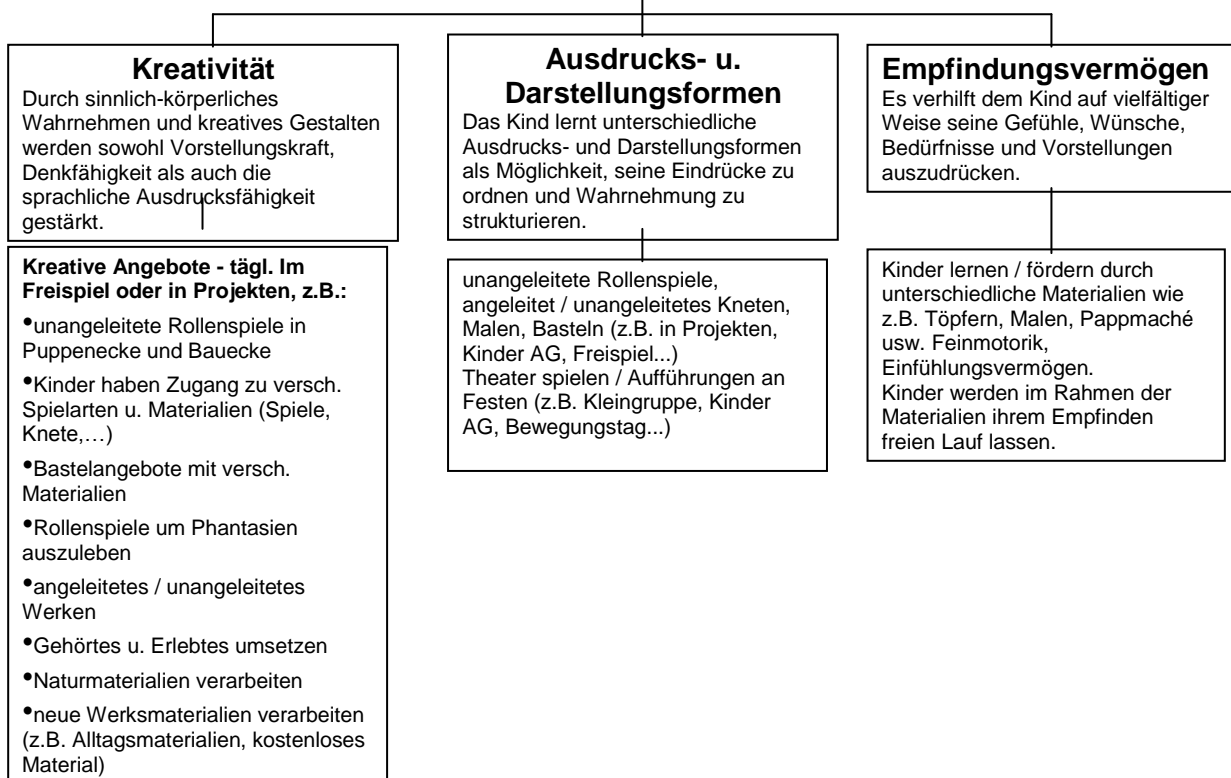 Kreativität
Durch sinnlich-körperliches
Wahrnehmen und kreatives Gestalten
werden sowohl Vorstellungskraft,
Denkfähigkeit als auch die
sprachliche Ausdrucksfähigkeit
gestärkt.
Kreative Angebote - tägl. Im
Freispiel oder in Projekten, z.B.:
•unangeleitete Rollenspiele in
Puppenecke und Bauecke
•Kinder haben Zugang zu versch.
Spielarten u. Materialien (Spiele,
Knete,…)
•Bastelangebote mit versch.
Materialien
•Rollenspiele um Phantasien
auszuleben
•angeleitetes / unangeleitetes
Werken
•Gehörtes u. Erlebtes umsetzen
•Naturmaterialien verarbeiten
•neue Werksmaterialien verarbeiten
(z.B. Alltagsmaterialien, kostenloses
Material)
Ausdrucks- u.
Darstellungsformen
Das Kind lernt unterschiedliche
Ausdrucks- und Darstellungsformen
als Möglichkeit, seine Eindrücke zu
ordnen und Wahrnehmung zu
strukturieren.
unangeleitete Rollenspiele,
angeleitet / unangeleitetes Kneten,
Malen, Basteln (z.B. in Projekten,
Kinder AG, Freispiel...)
Theater spielen / Aufführungen an
Festen (z.B. Kleingruppe, Kinder
AG, Bewegungstag...)
Empfindungsvermögen
Es verhilft dem Kind auf vielfältiger
Weise seine Gefühle, Wünsche,
Bedürfnisse und Vorstellungen
auszudrücken.
Kinder lernen / fördern durch
unterschiedliche Materialien wie
z.B. Töpfern, Malen, Pappmaché
usw. Feinmotorik,
Einfühlungsvermögen.
Kinder werden im Rahmen der
Materialien ihrem Empfinden
freien Lauf lassen.